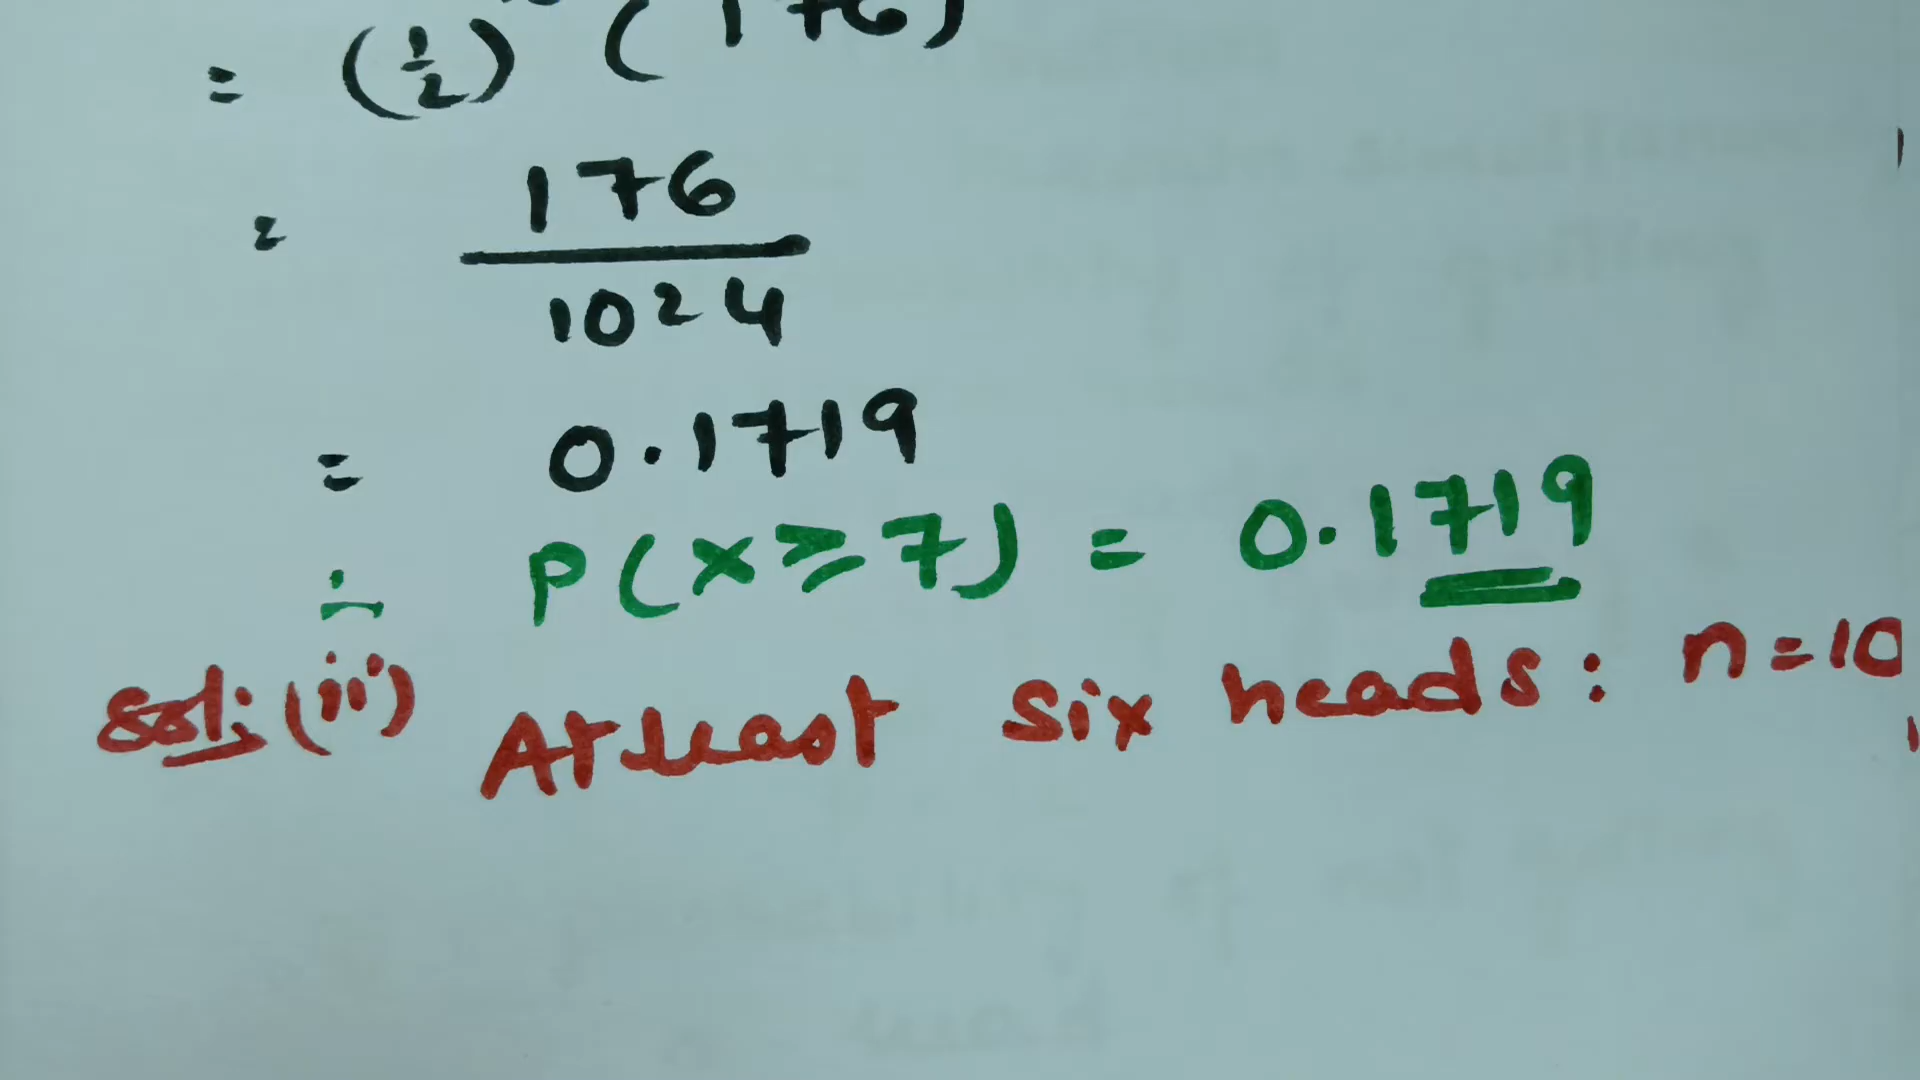 = (1/2) (176)
= 176/1024
= 0.1719
∴ P(x≥7) = 0.1719
Sol: (ii) Atleast Six heads: n=10